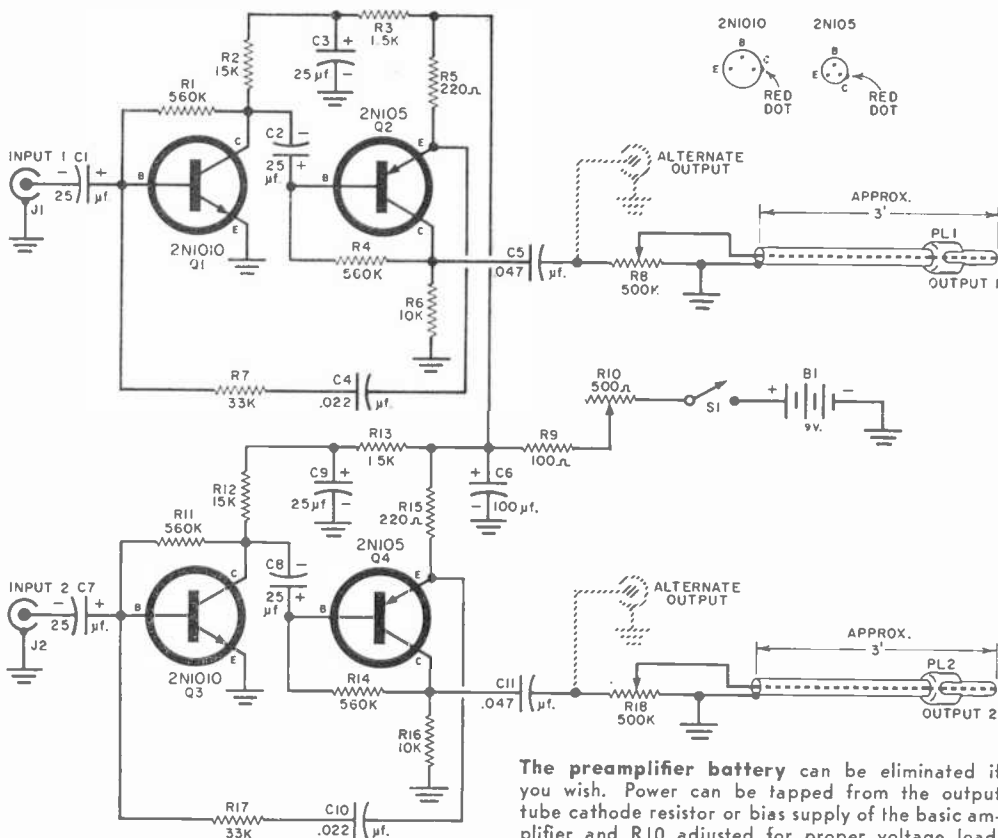 R3
1.5K
C3
+
25μf
−
R2
15K
R1
560K
R5
220Ω
2N1010
B
C
E
RED
DOT
2N105
B
E
C
RED
DOT
INPUT 1
J1
C1
−
+
25
μf.
B
C
E
2N1010
Q1
C2
−
25
+
μf.
2N105
Q2
B
E
C
R4
560K
R6
10K
C5
.047
μf.
ALTERNATE
OUTPUT
R8
500K
APPROX.
3'
PL1
OUTPUT 1
R7
33K
C4
.022
μf.
R10
500Ω
S1
+
B1
−
9V.
R13
1.5K
R9
100Ω
C9
+
25μf
−
+
C6
−
100μf.
R12
15K
R11
560K
R15
220Ω
INPUT 2
J2
C7
−
+
25
μf.
B
C
E
2N1010
Q3
C8
−
25
+
μf
2N105
Q4
B
E
C
R14
560K
R16
10K
C11
.047
μf.
ALTERNATE
OUTPUT
R18
500K
APPROX.
3'
PL2
OUTPUT 2
R17
33K
C10
.022
μf.
The preamplifier battery can be eliminated if
you wish. Power can be tapped from the output
tube cathode resistor or bias supply of the basic am-
plifier and R10 adjusted for proper voltage load.